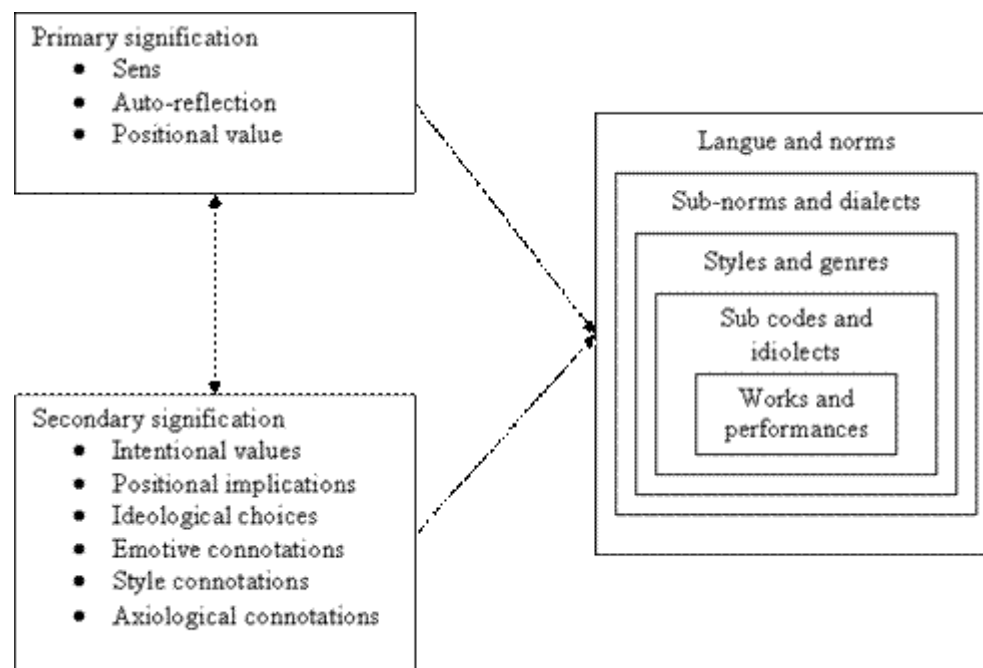 Primary signification
• Sens
• Auto-reflection
• Positional value
Secondary signification
• Intentional values
• Positional implications
• Ideological choices
• Emotive connotations
• Style connotations
• Axiological connotations
Langue and norms
Sub-norms and dialects
Styles and genres
Sub codes and
idiolects
Works and
performances